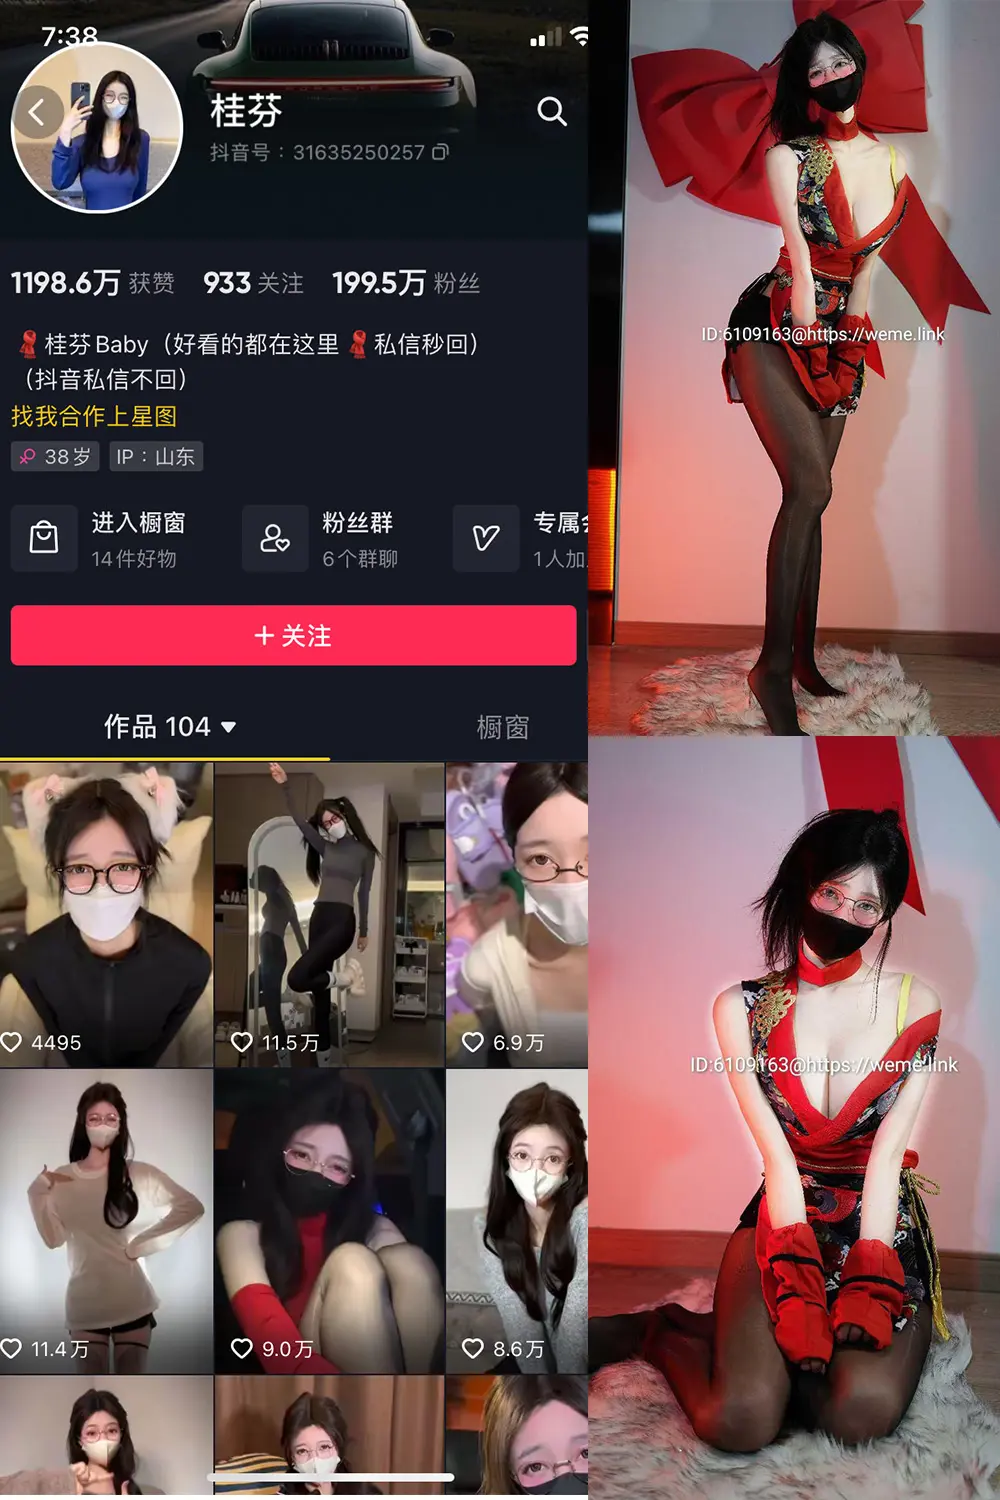 7:38
桂芬
抖音号：31635250257
1198.6万 获赞 933 关注 199.5万 粉丝
桂芬Baby（好看的都在这里 私信秒回）
（抖音私信不回）
找我合作上星图
38岁 IP：山东
进入橱窗 粉丝群 专属
14件好物 6个群聊 1人加
+ 关注
作品 104 橱窗
4495 11.5万 6.9万
11.4万 9.0万 8.6万
ID:6109163@https://weme.link
ID:6109163@https://weme.link